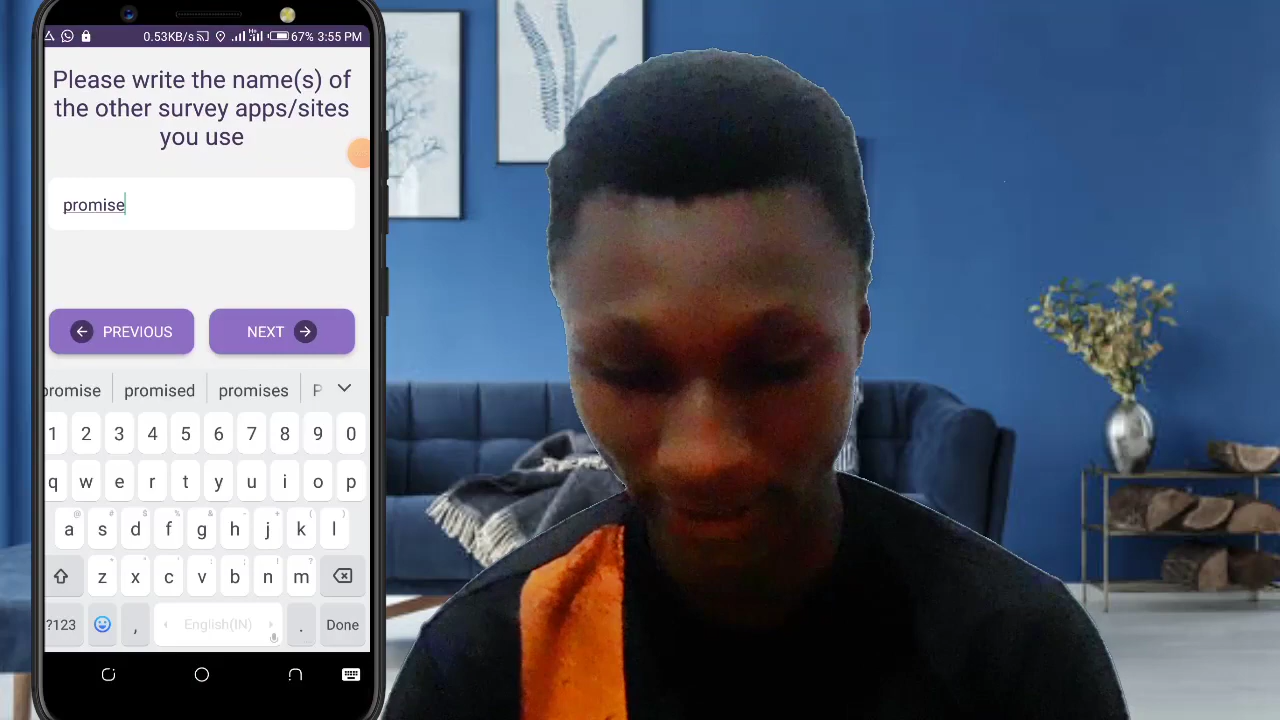 0.53KB/s 67% 3:55 PM
Please write the name(s) of
the other survey apps/sites
you use
promise
PREVIOUS NEXT
promise promised promises P
1 2 3 4 5 6 7 8 9 0
q w e r t y u i o p
@ $ % & - + ( )
a s d f g h j k l
z x c v b n m
?123 , English(IN) . Done